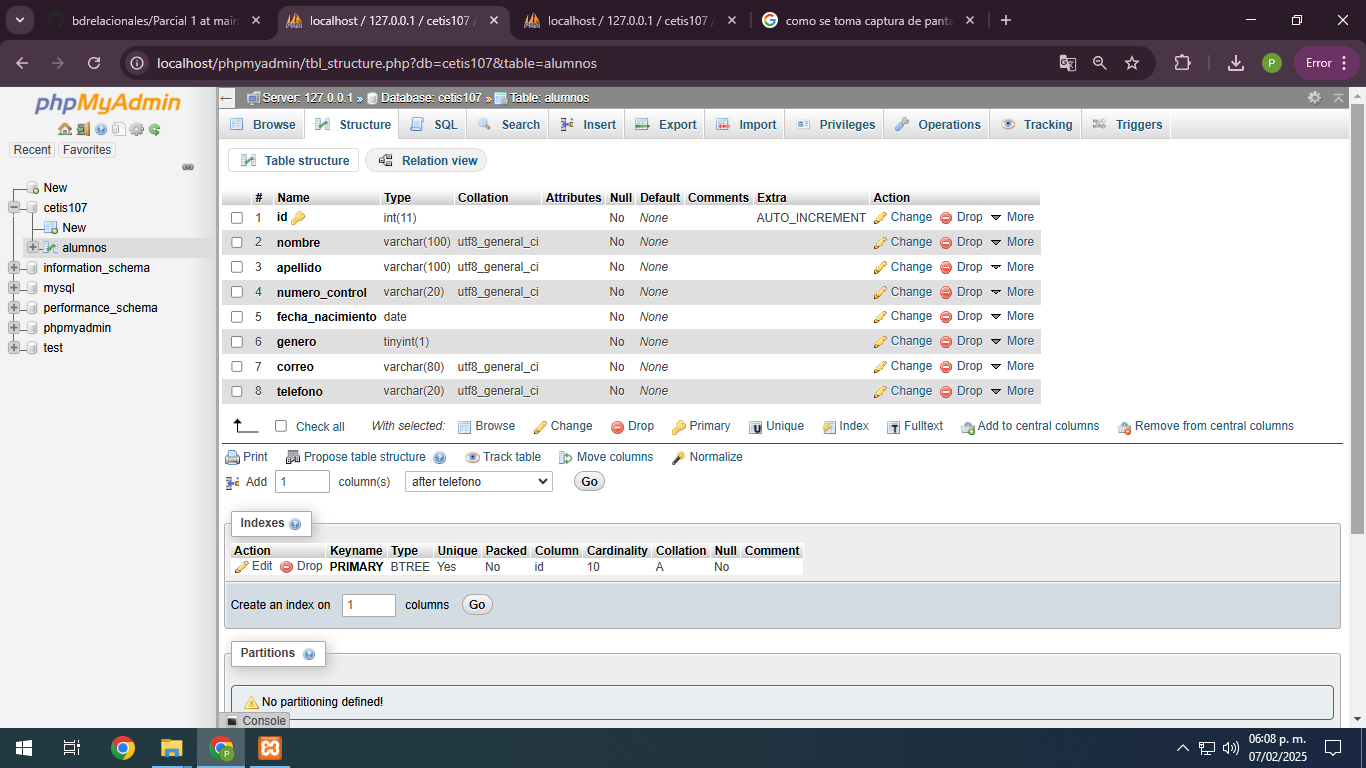 bdrelacionales/Parcial 1 at main
localhost / 127.0.0.1 / cetis107 /
localhost / 127.0.0.1 / cetis107 /
como se toma captura de panta
localhost/phpmyadmin/tbl_structure.php?db=cetis107&table=alumnos
P
Error
phpMyAdmin
Recent Favorites
New
cetis107
New
alumnos
information_schema
mysql
performance_schema
phpmyadmin
test
Server: 127.0.0.1 » Database: cetis107 » Table: alumnos
Browse Structure SQL Search Insert Export Import Privileges Operations Tracking Triggers
Table structure Relation view
# Name Type Collation Attributes Null Default Comments Extra Action
1 id int(11) No None AUTO_INCREMENT Change Drop More
2 nombre varchar(100) utf8_general_ci No None Change Drop More
3 apellido varchar(100) utf8_general_ci No None Change Drop More
4 numero_control varchar(20) utf8_general_ci No None Change Drop More
5 fecha_nacimiento date No None Change Drop More
6 genero tinyint(1) No None Change Drop More
7 correo varchar(80) utf8_general_ci No None Change Drop More
8 telefono varchar(20) utf8_general_ci No None Change Drop More
Check all With selected: Browse Change Drop Primary Unique Index Fulltext Add to central columns Remove from central columns
Print Propose table structure Track table Move columns Normalize
Add 1 column(s) after telefono Go
Indexes
Action Keyname Type Unique Packed Column Cardinality Collation Null Comment
Edit Drop PRIMARY BTREE Yes No id 10 A No
Create an index on 1 columns Go
Partitions
No partitioning defined!
Console
06:08 p. m.
07/02/2025